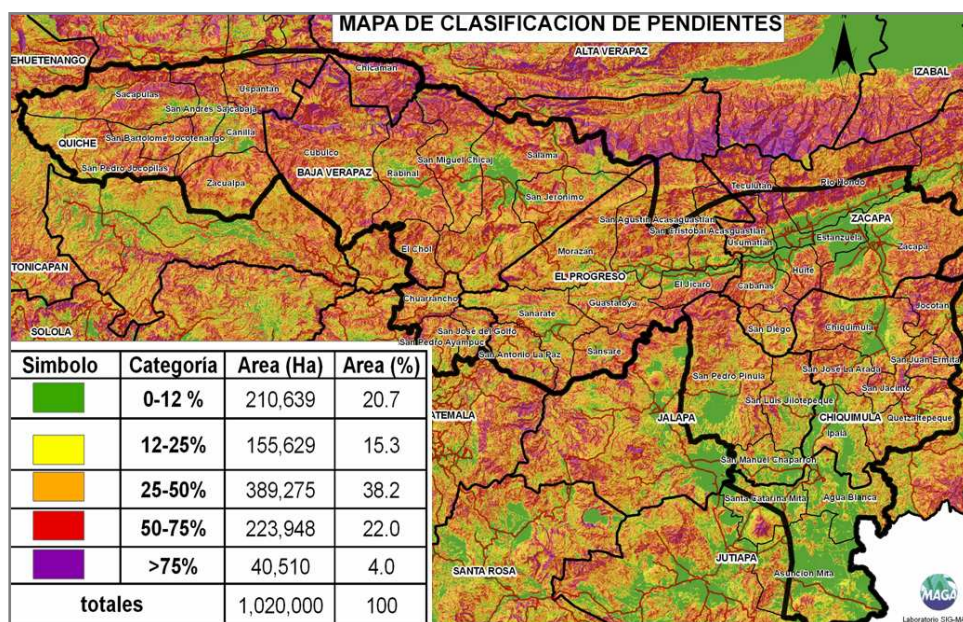 MAPA DE CLASIFICACION DE PENDIENTES
EHUETENANGO
ALTA VERAPAZ
IZABAL
Chicaman
Uspantan
Sacapulas
San Andres Sajcabaja
San Bartolome Jocotenango
Canilla
QUICHE
San Pedro Jocopilas
Zacualpa
Cubulco
BAJA VERAPAZ
Rabinal
San Miguel Chicaj
Salama
San Jeronimo
Teculutan
Rio Hondo
San Agustin Acasaguastlan
San Cristobal Acasguastlan
Usumatlan
ZACAPA
Estanzuela
Zacapa
El Chol
Morazan
EL PROGRESO
Huite
Cabañas
El Jicaro
TONICAPAN
Chuarrancho
Guastatoya
Sanarate
Jocotan
SOLOLA
San Jose del Golfo
San Pedro Ayampuc
San Antonio La Paz
Sansare
San Diego
Chiquimula
San Juan Ermita
San Pedro Pinula
San Jose La Arada
San Jacinto
San Luis Jilotepeque
Quetzaltepeque
ATEMALA
JALAPA
CHIQUIMULA
Ipala
San Manuel Chaparron
Santa Catarina Mita
Agua Blanca
JUTIAPA
SANTA ROSA
Asuncion Mita
Simbolo Categoría Area (Ha) Area (%)
0-12 % 210,639 20.7
12-25% 155,629 15.3
25-50% 389,275 38.2
50-75% 223,948 22.0
>75% 40,510 4.0
totales 1,020,000 100
MAGA
Laboratorio SIG-MA